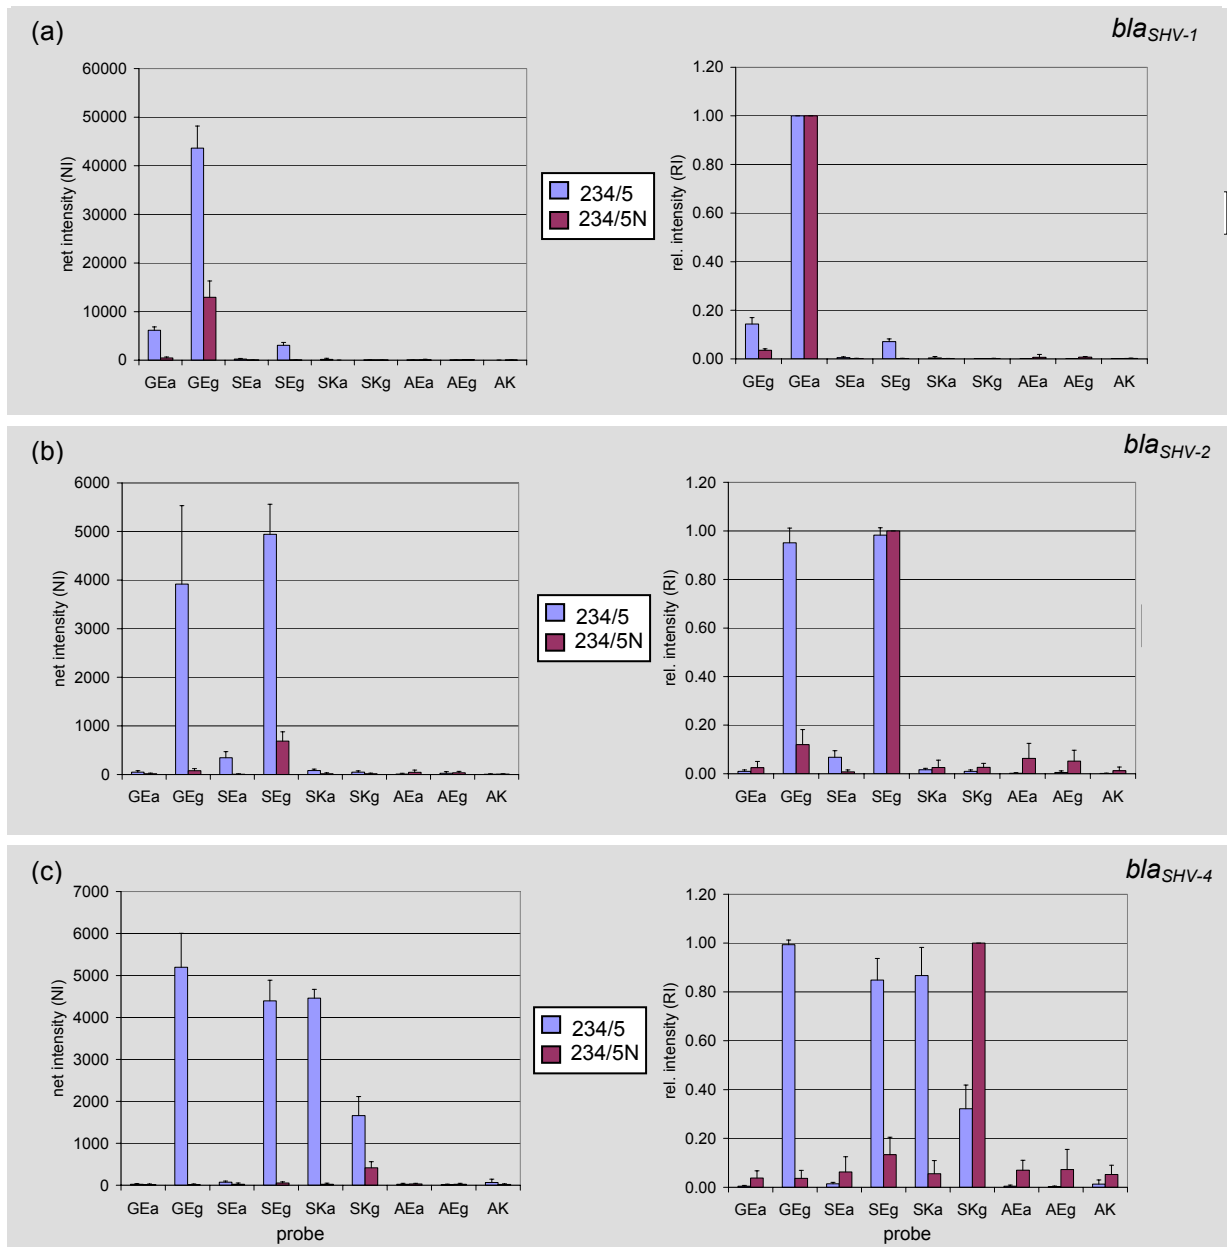 (a)
bla SHV-1
net intensity (NI)
60000
50000
40000
30000
20000
10000
0
GEa GEg SEa SEg SKa SKg AEa AEg AK
234/5
234/5N
rel. intensity (RI)
1.20
1.00
0.80
0.60
0.40
0.20
0.00
GEg GEa SEa SEg SKa SKg AEa AEg AK
(b)
bla SHV-2
net intensity (NI)
6000
5000
4000
3000
2000
1000
0
GEa GEg SEa SEg SKa SKg AEa AEg AK
234/5
234/5N
rel. intensity (RI)
1.20
1.00
0.80
0.60
0.40
0.20
0.00
GEa GEg SEa SEg SKa SKg AEa AEg AK
(c)
bla SHV-4
net intensity (NI)
7000
6000
5000
4000
3000
2000
1000
0
GEa GEg SEa SEg SKa SKg AEa AEg AK
probe
234/5
234/5N
rel. intensity (RI)
1.20
1.00
0.80
0.60
0.40
0.20
0.00
GEa GEg SEa SEg SKa SKg AEa AEg AK
probe